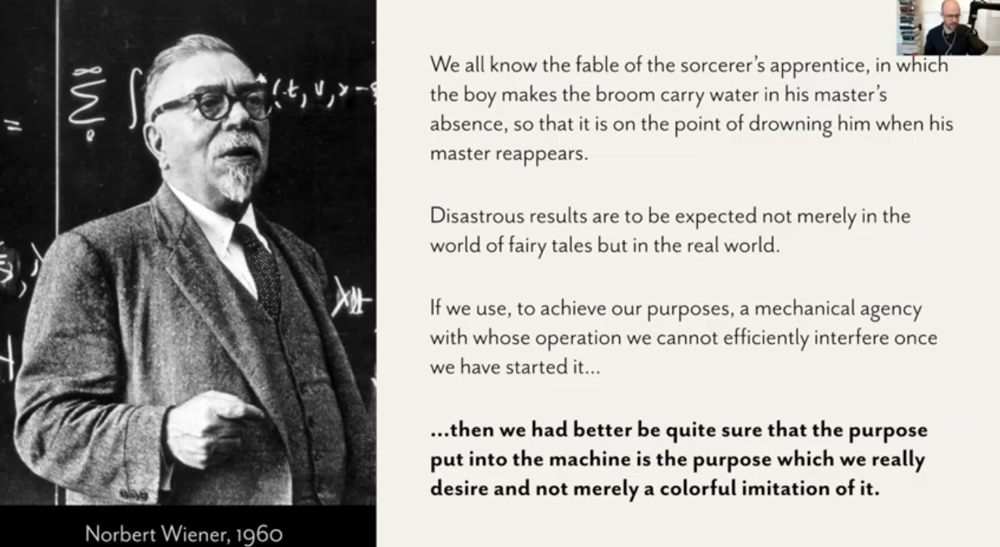 We all know the fable of the sorcerer's apprentice, in which
the boy makes the broom carry water in his master's
absence, so that it is on the point of drowning him when his
master reappears.
Disastrous results are to be expected not merely in the
world of fairy tales but in the real world.
If we use, to achieve our purposes, a mechanical agency
with whose operation we cannot efficiently interfere once
we have started it...
...then we had better be quite sure that the purpose
put into the machine is the purpose which we really
desire and not merely a colorful imitation of it.
Norbert Wiener, 1960